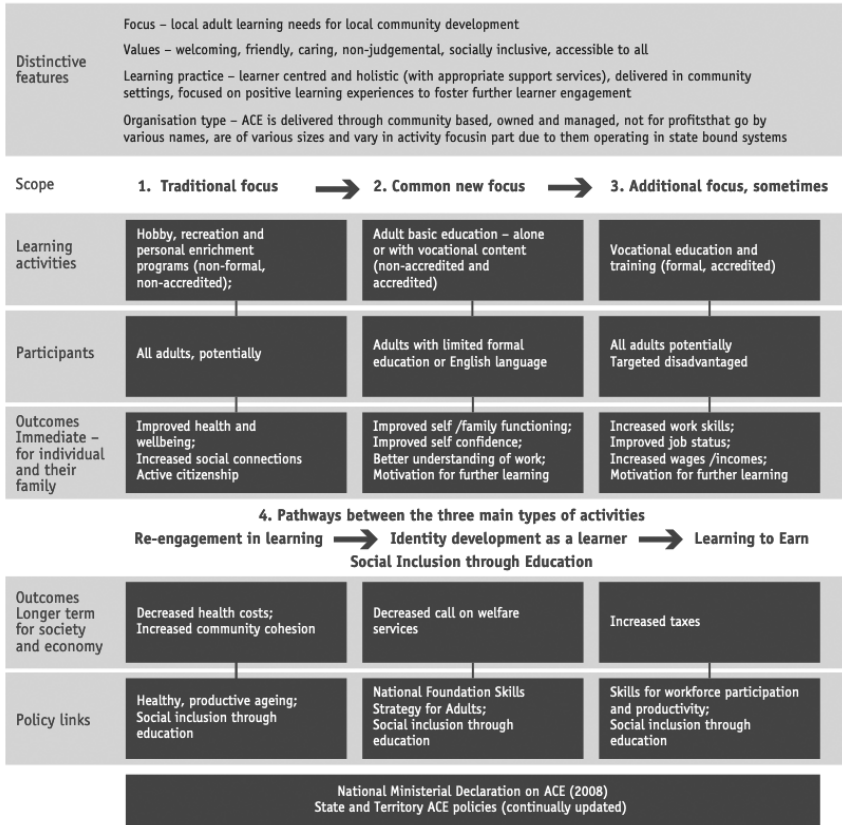 Distinctive
features
Focus – local adult learning needs for local community development
Values – welcoming, friendly, caring, non-judgemental, socially inclusive, accessible to all
Learning practice – learner centred and holistic (with appropriate support services), delivered in community
settings, focused on positive learning experiences to foster further learner engagement
Organisation type – ACE is delivered through community based, owned and managed, not for profitsthat go by
various names, are of various sizes and vary in activity focusin part due to them operating in state bound systems
Scope
1. Traditional focus
2. Common new focus
3. Additional focus, sometimes
Learning
activities
Hobby, recreation and
personal enrichment
programs (non-formal,
non-accredited);
Adult basic education – alone
or with vocational content
(non-accredited and
accredited)
Vocational education and
training (formal, accredited)
Participants
All adults, potentially
Adults with limited formal
education or English language
All adults potentially
Targeted disadvantaged
Outcomes
Immediate –
for individual
and their
family
Improved health and
wellbeing;
Increased social connections
Active citizenship
Improved self /family functioning;
Improved self confidence;
Better understanding of work;
Motivation for further learning
Increased work skills;
Improved job status;
Increased wages /incomes;
Motivation for further learning
4. Pathways between the three main types of activities
Re-engagement in learning
Identity development as a learner
Learning to Earn
Social Inclusion through Education
Outcomes
Longer term
for society
and economy
Decreased health costs;
Increased community cohesion
Decreased call on welfare
services
Increased taxes
Policy links
Healthy, productive ageing;
Social inclusion through
education
National Foundation Skills
Strategy for Adults;
Social inclusion through
education
Skills for workforce participation
and productivity;
Social inclusion through
education
National Ministerial Declaration on ACE (2008)
State and Territory ACE policies (continually updated)